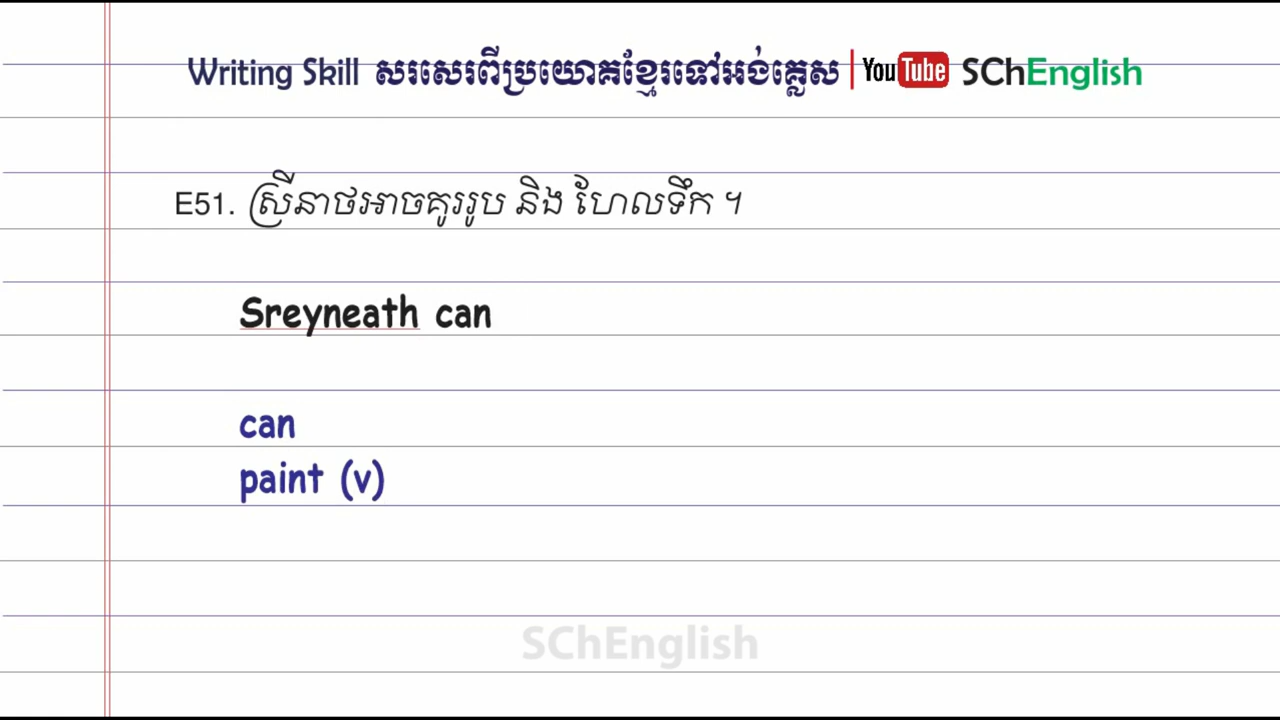 Writing Skill សរសេរពីប្រយោគខ្មែរទៅអង់គ្លេស | YouTube SChEnglish
E51. ស្រីនាថអាចគូររូប និង ហែលទឹក ។
Sreyneath can
can
paint (v)
SChEnglish